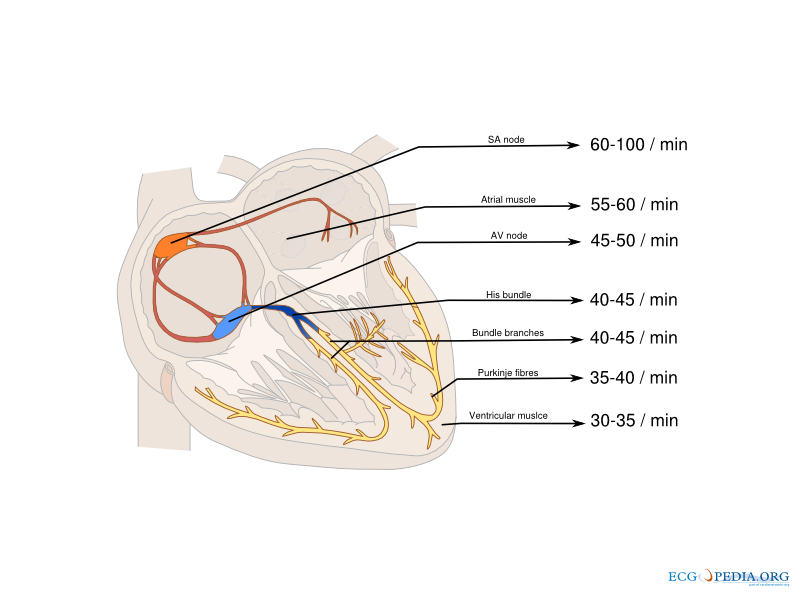 SA node 60-100 / min
Atrial muscle 55-60 / min
AV node 45-50 / min
His bundle 40-45 / min
Bundle branches 40-45 / min
Purkinje fibres 35-40 / min
Ventricular muslce 30-35 / min
ECGPEDIA.ORG